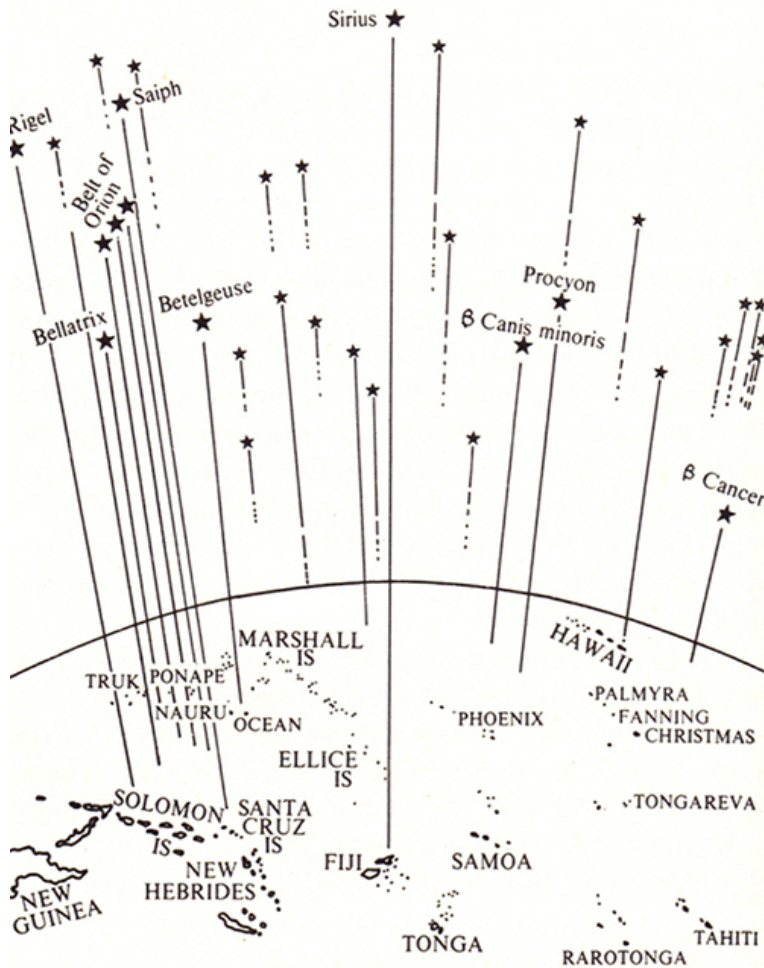 Sirius
Saiph
Rigel
Belt of
Orion
Procyon
Betelgeuse
Bellatrix
β Canis minoris
β Cancer
MARSHALL
IS
HAWAII
TRUK
PONAPE
PALMYRA
NAURU
OCEAN
PHOENIX
FANNING
CHRISTMAS
ELLICE
IS
SOLOMON
IS
SANTA
CRUZ
IS
TONGAREVA
FIJI
SAMOA
NEW
HEBRIDES
NEW
GUINEA
TONGA
RAROTONGA
TAHITI